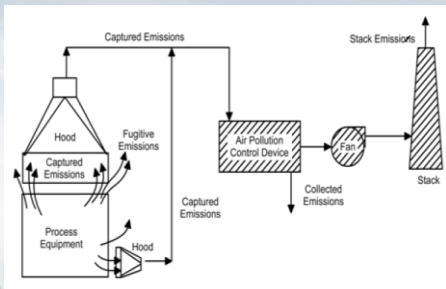 Captured Emissions
Stack Emissions
Hood
Fugitive
Emissions
Captured
Emissions
Air Pollution
Control Device
Fan
Stack
Collected
Emissions
Captured
Emissions
Process
Equipment
Hood